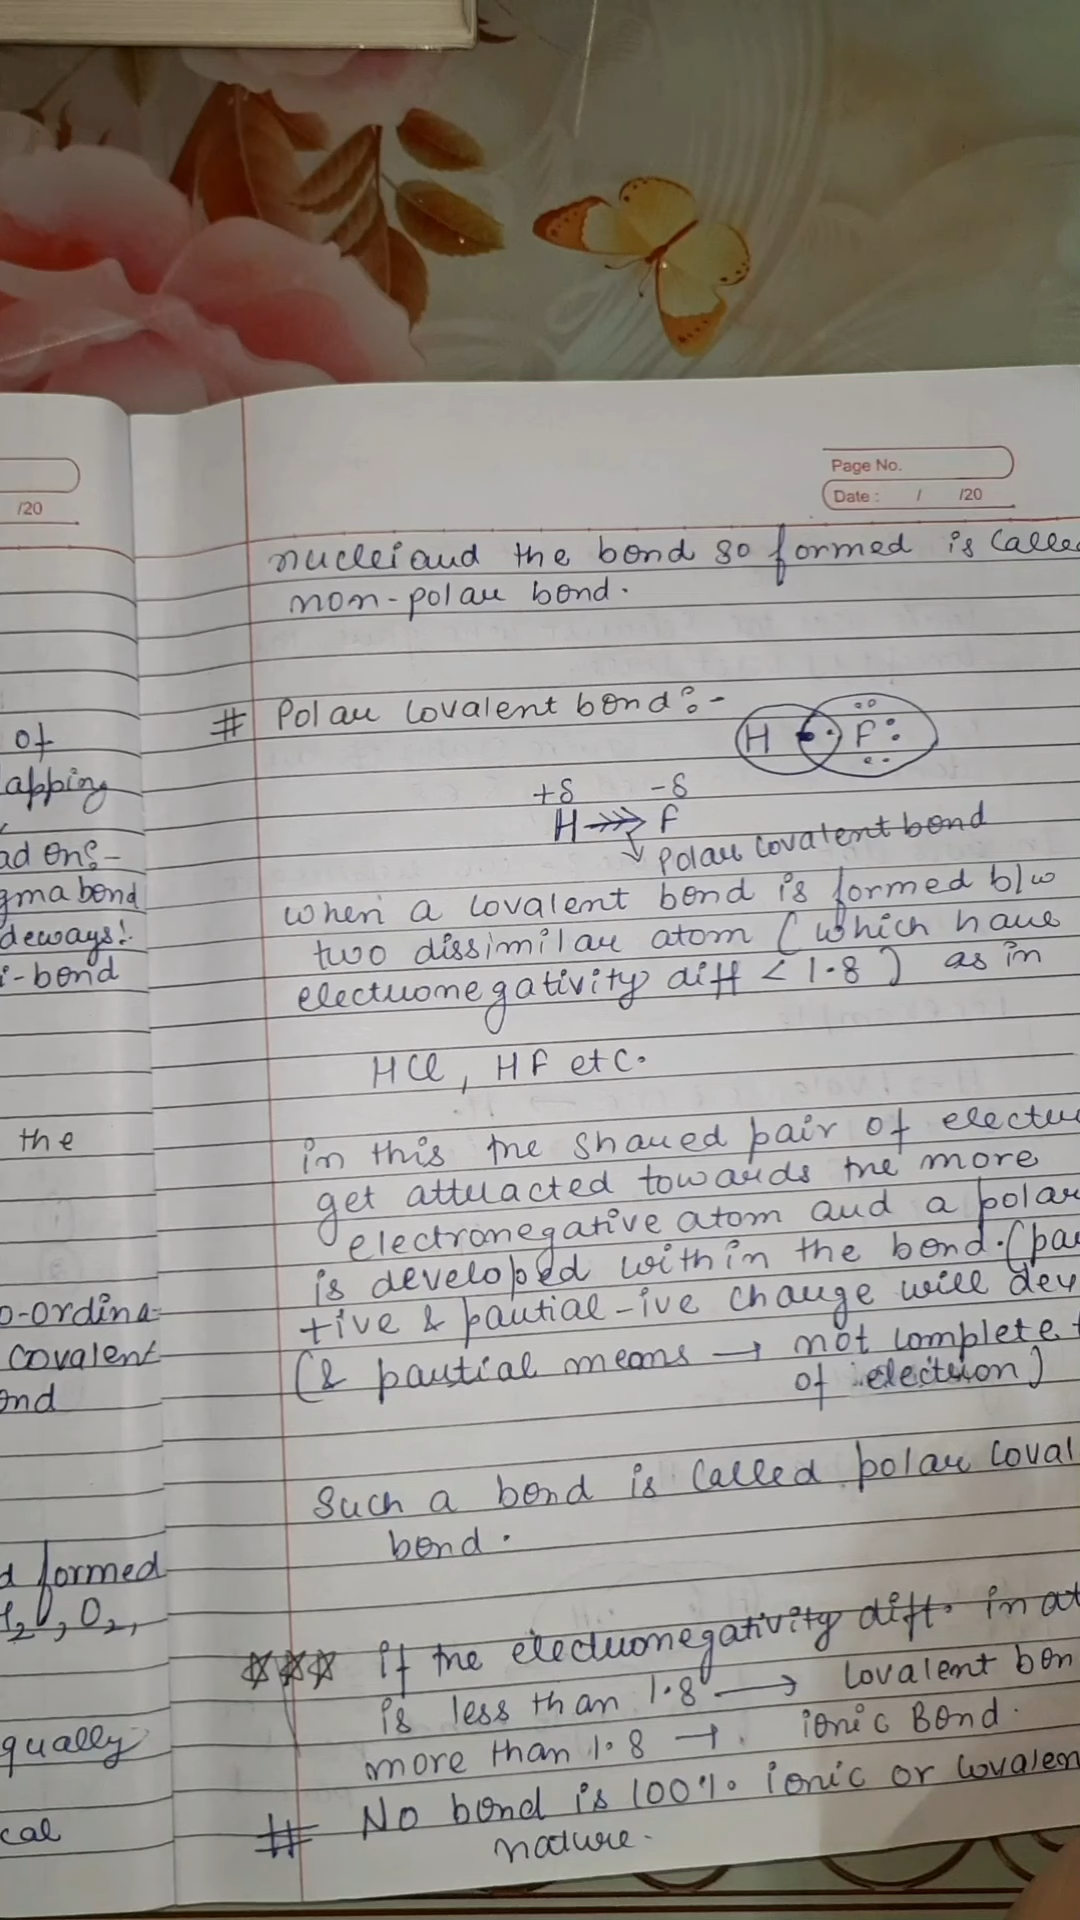 /20
of
apping
ad on:-
gma bond
deways!
i-bond
the
o-ordina-
covalent
ond
d formed
O2,
qually
cal
Page No.
Date : / /20
nuclei and the bond so formed is calle
non-polar bond.
# Polar covalent bond:-
H F
+δ -δ
H F
Polar covalent bond
when a covalent bond is formed b/w
two dissimilar atom (which have
electronegativity diff < 1.8) as in
HCl, HF etc.
in this the shared pair of electr
get attracted towards the more
electronegative atom and a polar
is developed within the bond. (pa
+ive & partial -ive charge will dev
(& partial means → not complete
of electron)
Such a bond is called polar coval
bond.
if the electronegativity diff. in at
is less than 1.8 → covalent bon
more than 1.8 → ionic Bond.
# No bond is 100% ionic or covalen
nature.